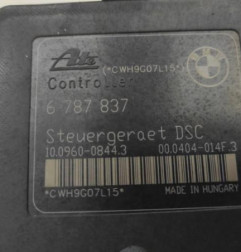 Ate
(*CWH9G07L15*)
Controller
6 787 837
Steuergeraet DSC
10.0960-0844.3 00.0404-014F.3
*CWH9G07L15*
MADE IN HUNGARY